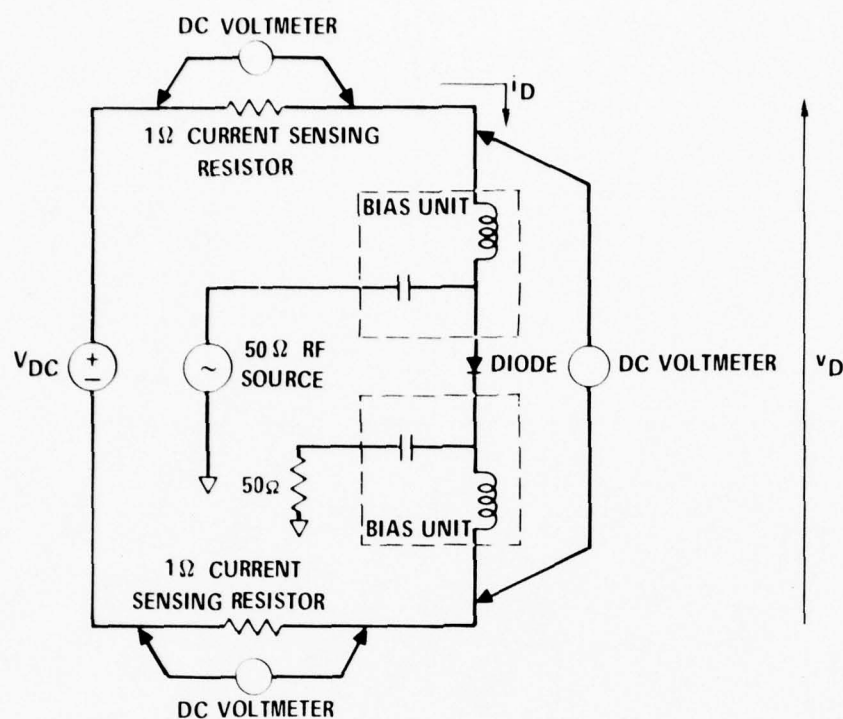 DC VOLTMETER
iD
1Ω CURRENT SENSING
RESISTOR
BIAS UNIT
VDC
+
−
~
50Ω RF
SOURCE
DIODE
DC VOLTMETER
vD
50Ω
BIAS UNIT
1Ω CURRENT
SENSING RESISTOR
DC VOLTMETER